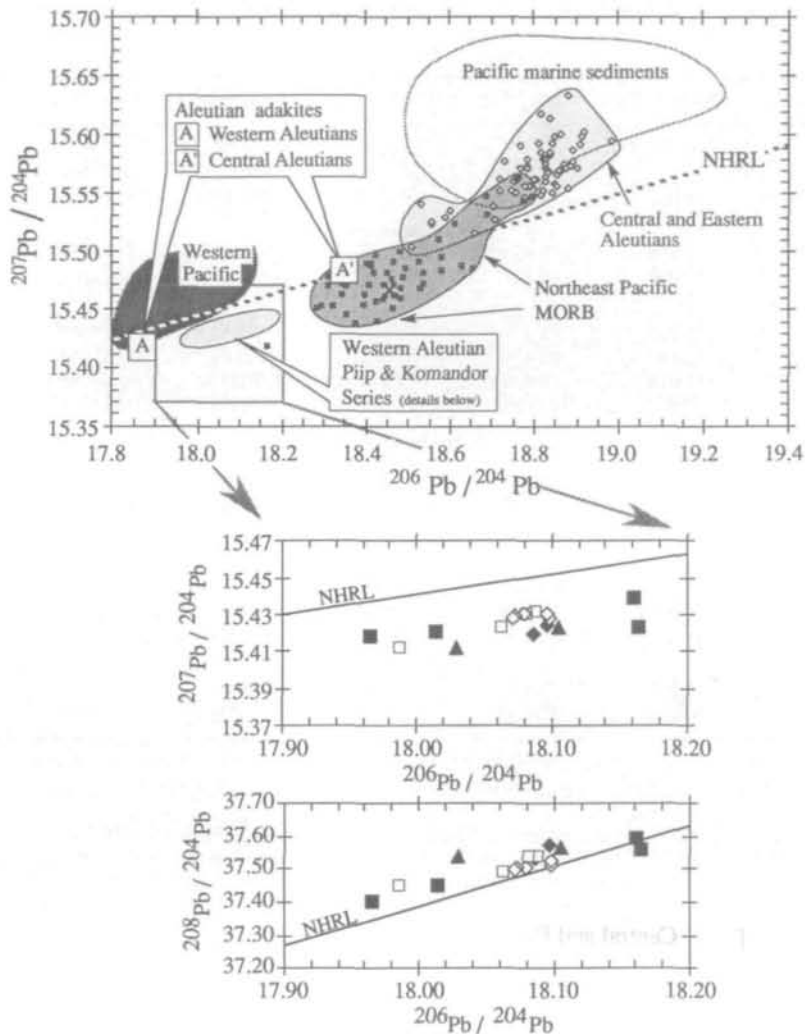 15.70
15.65
15.60
15.55
15.50
15.45
15.40
15.35
207Pb / 204Pb
Pacific marine sediments
Aleutian adakites
A Western Aleutians
A' Central Aleutians
NHRL
Western
Pacific
A'
Central and Eastern
Aleutians
Northeast Pacific
MORB
A
Western Aleutian
Piip & Komandor
Series (details below)
17.8 18.0 18.2 18.4 18.6 18.8 19.0 19.2 19.4
206 Pb / 204 Pb
15.47
15.45
15.43
15.41
15.39
15.37
207Pb / 204Pb
NHRL
17.90 18.00 18.10 18.20
206Pb / 204Pb
37.70
37.60
37.50
37.40
37.30
37.20
208Pb / 204Pb
NHRL
17.90 18.00 18.10 18.20
206Pb / 204Pb